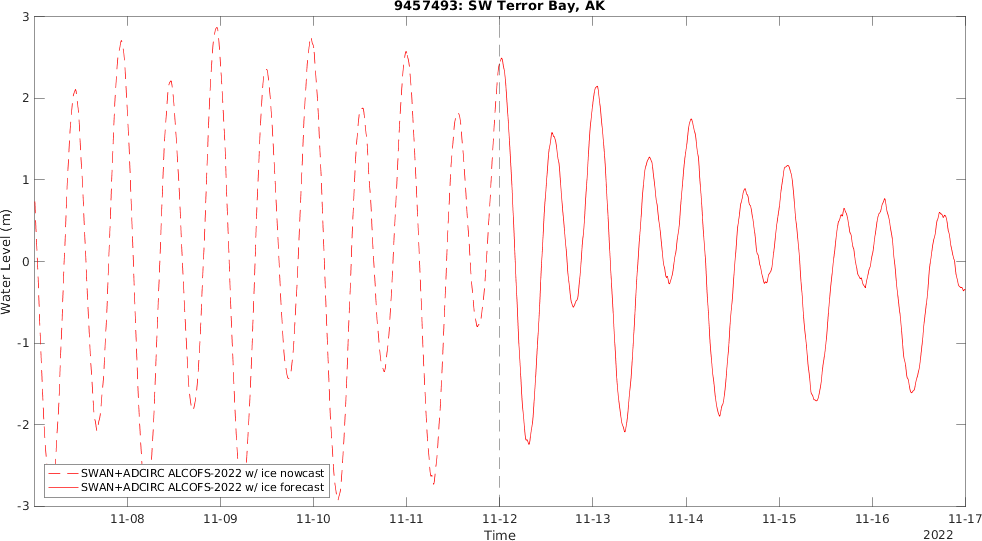 9457493: SW Terror Bay, AK
3
2
1
0
-1
-2
-3
Water Level (m)
SWAN+ADCIRC ALCOFS-2022 w/ ice nowcast
SWAN+ADCIRC ALCOFS-2022 w/ ice forecast
11-08 11-09 11-10 11-11 11-12 11-13 11-14 11-15 11-16 11-17
Time
2022